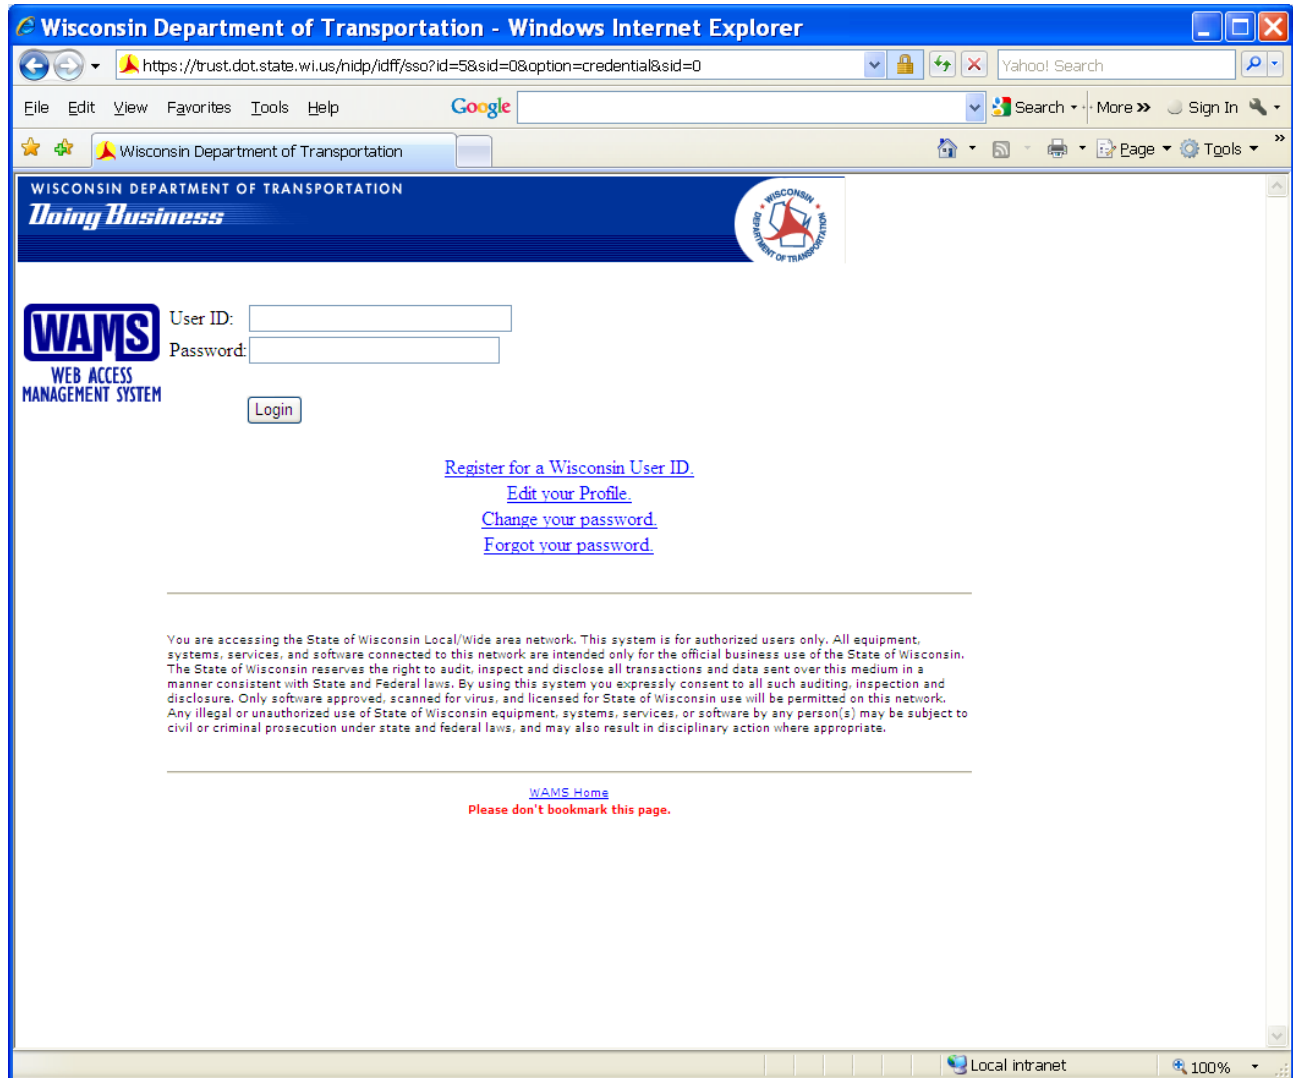 Wisconsin Department of Transportation - Windows Internet Explorer
https://trust.dot.state.wi.us/nidp/idff/sso?id=5&sid=0&option=credential&sid=0
Yahoo! Search
File Edit View Favorites Tools Help
Google
Search
More »
Sign In
Wisconsin Department of Transportation
Page
Tools
»
WISCONSIN DEPARTMENT OF TRANSPORTATION
Doing Business
WISCONSIN
DEPARTMENT OF TRANSPORTATION
WAMS
WEB ACCESS
MANAGEMENT SYSTEM
User ID:
Password:
Login
Register for a Wisconsin User ID.
Edit your Profile.
Change your password.
Forgot your password.
You are accessing the State of Wisconsin Local/Wide area network. This system is for authorized users only. All equipment,
systems, services, and software connected to this network are intended only for the official business use of the State of Wisconsin.
The State of Wisconsin reserves the right to audit, inspect and disclose all transactions and data sent over this medium in a
manner consistent with State and Federal laws. By using this system you expressly consent to all such auditing, inspection and
disclosure. Only software approved, scanned for virus, and licensed for State of Wisconsin use will be permitted on this network.
Any illegal or unauthorized use of State of Wisconsin equipment, systems, services, or software by any person(s) may be subject to
civil or criminal prosecution under state and federal laws, and may also result in disciplinary action where appropriate.
WAMS Home
Please don't bookmark this page.
Local intranet
100%